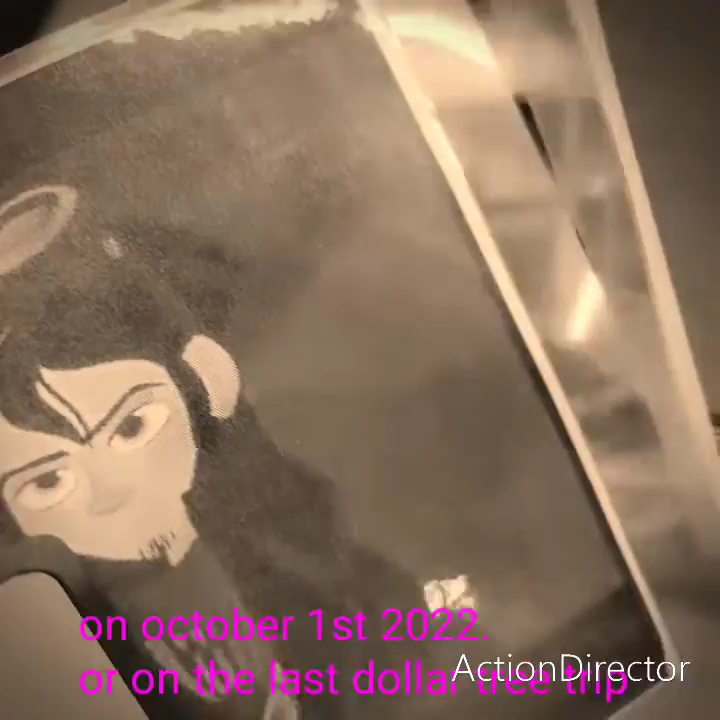 on october 1st 2022.
or on the last dollar tree trip
ActionDirector